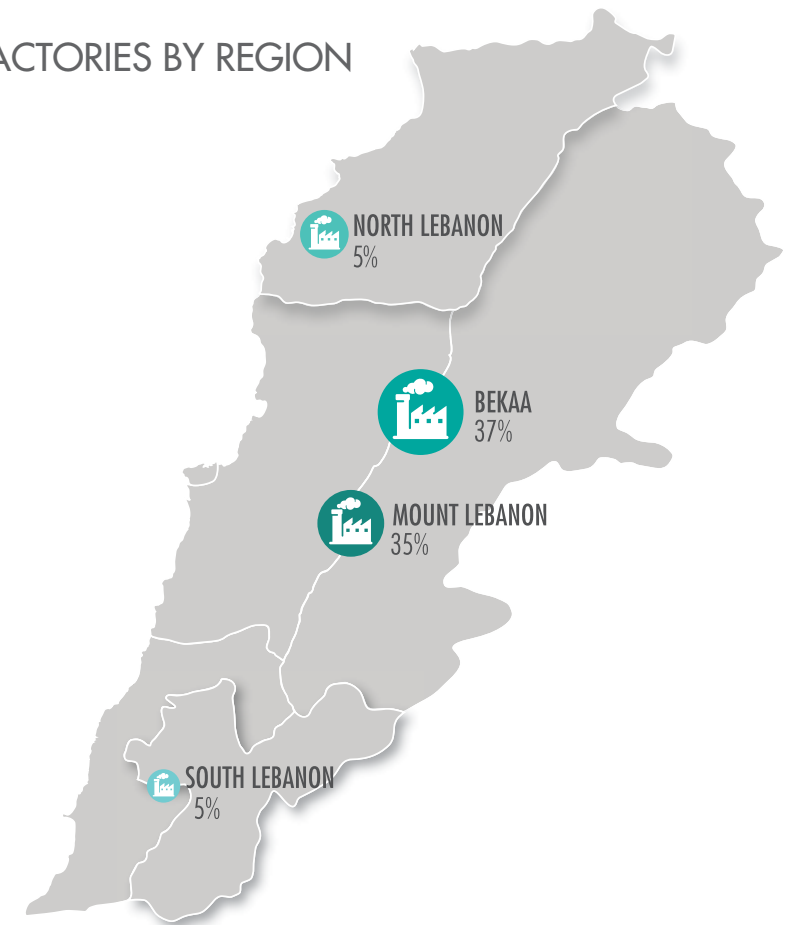 ACTORIES BY REGION
NORTH LEBANON
5%
BEKAA
37%
MOUNT LEBANON
35%
SOUTH LEBANON
5%